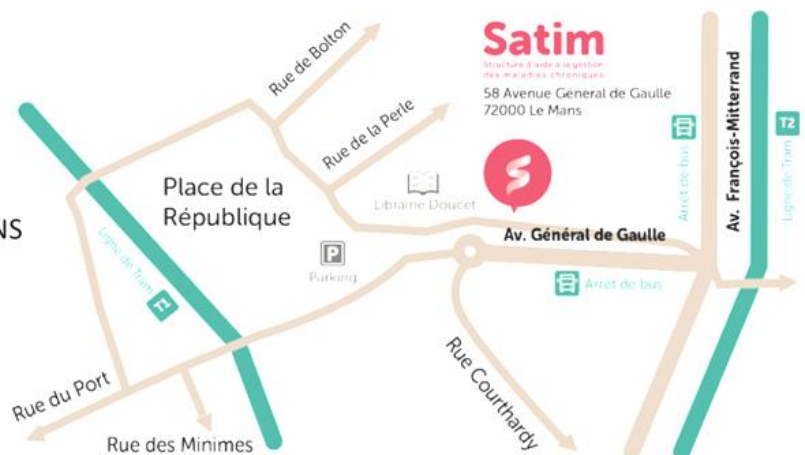 Satim
Structure d'aide à la gestion
des maladies chroniques
58 Avenue Général de Gaulle
72000 Le Mans
Rue de Bolton
Rue de la Perle
Place de la
République
Librairie Doucet
NS
Av. Général de Gaulle
P
Parking
Arret de bus
Av. François-Mitterrand
T2
Ligne de Tram
Ligne de Tram
T1
Arret de bus
Rue du Port
Rue des Minimes
Rue Courthardy